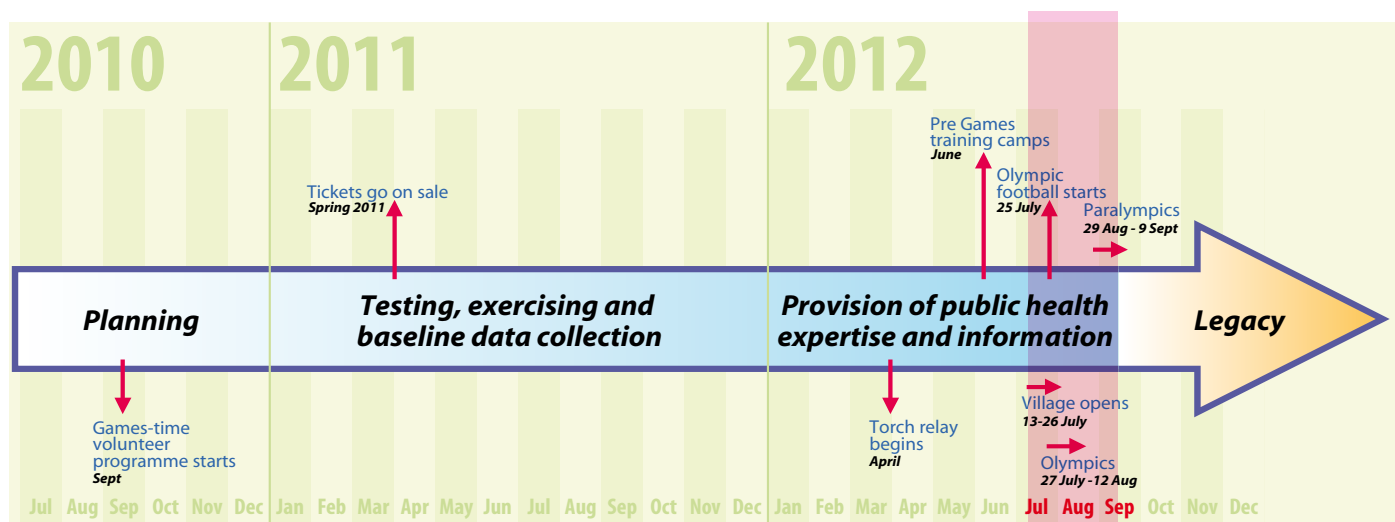 2010
2011
2012
Pre Games
training camps
June
Olympic
football starts
25 July
Tickets go on sale
Spring 2011
Paralympics
29 Aug - 9 Sept
Planning
Testing, exercising and
baseline data collection
Provision of public health
expertise and information
Legacy
Games-time
volunteer
programme starts
Sept
Torch relay
begins
April
Village opens
13-26 July
Olympics
27 July -12 Aug
Jul Aug Sep Oct Nov Dec Jan Feb Mar Apr May Jun Jul Aug Sep Oct Nov Dec Jan Feb Mar Apr May Jun Jul Aug Sep Oct Nov Dec